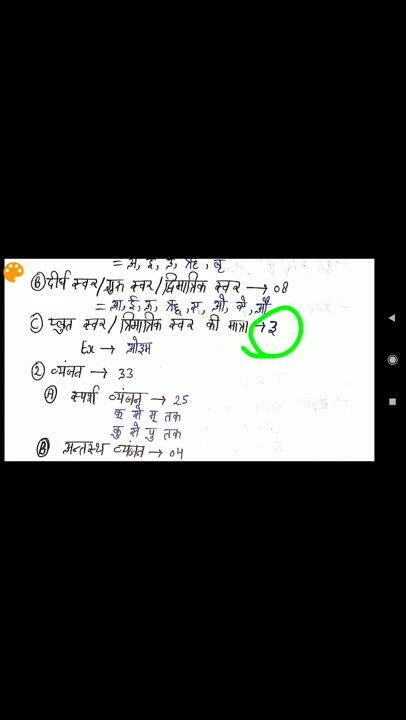 = अ, इ, उ, ऋ, लृ
Ⓑ दीर्घ स्वर/गुरु स्वर/द्विमात्रिक स्वर → 08
= आ, ई, ऊ, ॠ, ए, ओ, ऐ, औ
Ⓒ प्लुत स्वर/त्रिमात्रिक स्वर की मात्रा → ३
Ex → ओ३म
② व्यंजन → 33
Ⓐ स्पर्श व्यंजन → 25
क् से म् तक
कु से पु तक
Ⓑ अन्तस्थ व्यंजन → 04